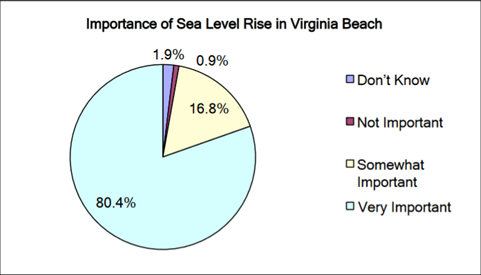 Importance of Sea Level Rise in Virginia Beach
1.9%
0.9%
16.8%
80.4%
Don't Know
Not Important
Somewhat
Important
Very Important